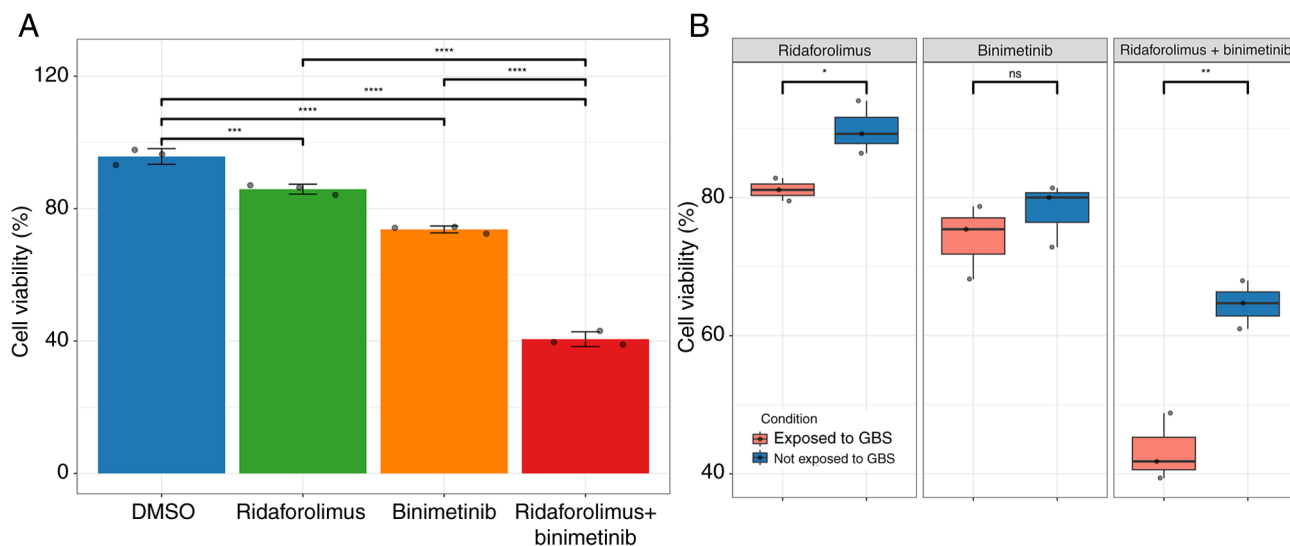 A
Cell viability (%)
120
80
40
0
****
****
****
****
***
DMSO
Ridaforolimus
Binimetinib
Ridaforolimus+
binimetinib
B
Cell viability (%)
80
60
40
Ridaforolimus
Binimetinib
Ridaforolimus + binimetinib
*
ns
**
Condition
Exposed to GBS
Not exposed to GBS